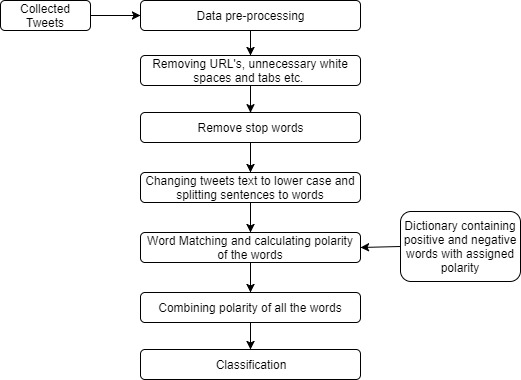 Collected
Tweets
Data pre-processing
Removing URL's, unnecessary white
spaces and tabs etc.
Remove stop words
Changing tweets text to lower case and
splitting sentences to words
Word Matching and calculating polarity
of the words
Dictionary containing
positive and negative
words with assigned
polarity
Combining polarity of all the words
Classification